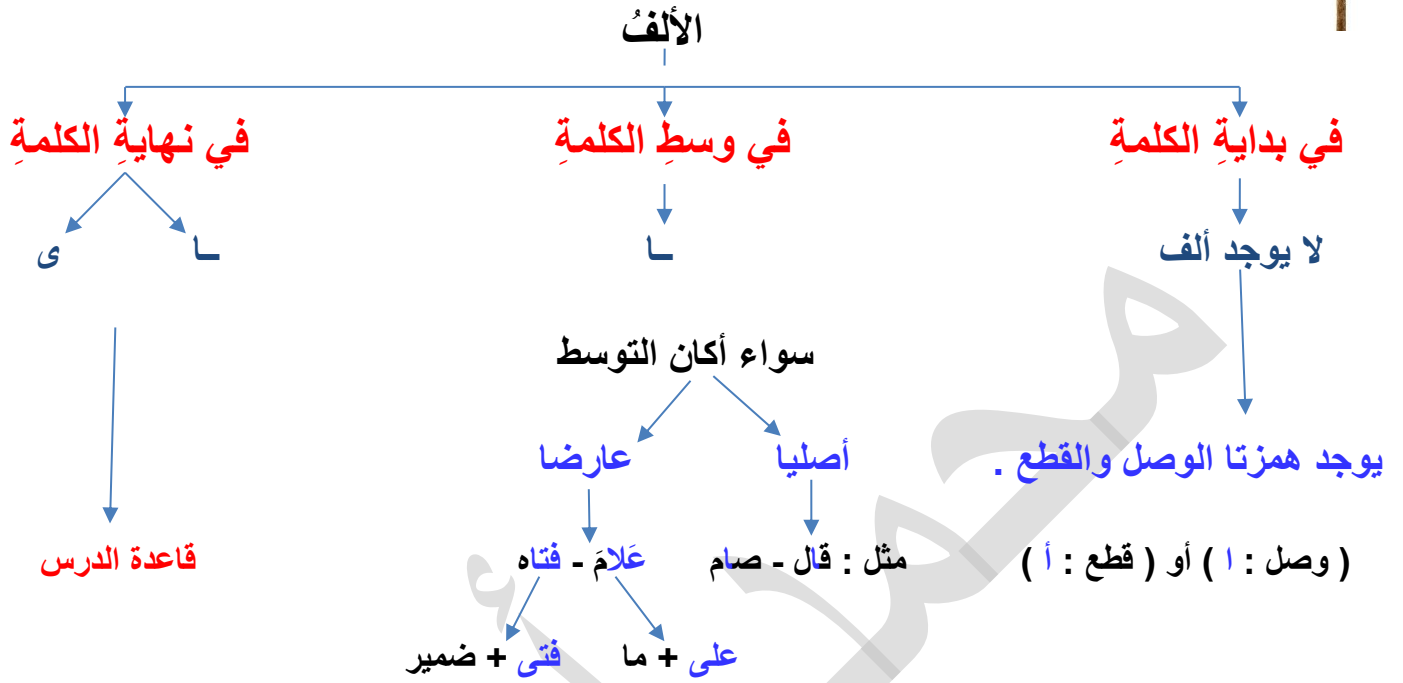 الألفُ
في بدايةِ الكلمةِ
في وسطِ الكلمةِ
في نهايةِ الكلمةِ
لا يوجد ألف
ـا
ـا
ى
سواء أكان التوسط
يوجد همزتا الوصل والقطع .
أصليا
عارضا
( وصل : ا ) أو ( قطع : أ )
مثل : قال - صام
عَلامَ - فتاه
قاعدة الدرس
على + ما
فتى + ضمير